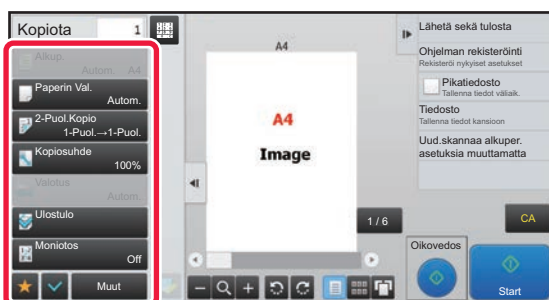 Kopiota
1
Alkup.
Autom. A4
Paperin Val.
Autom.
2-Puol.Kopio
1-Puol.→1-Puol.
Kopiosuhde
100%
Valotus
Autom.
Ulostulo
Moniotos
Off
Muut
A4
A4
Image
1 / 6
Lähetä sekä tulosta
Ohjelman rekisteröinti
Rekisteröi nykyiset asetukset
Pikatiedosto
Tallenna tiedot väliaik.
Tiedosto
Tallenna tiedot kansioon
Uud.skannaa alkuper.
asetuksia muuttamatta
CA
Oikovedos
Start